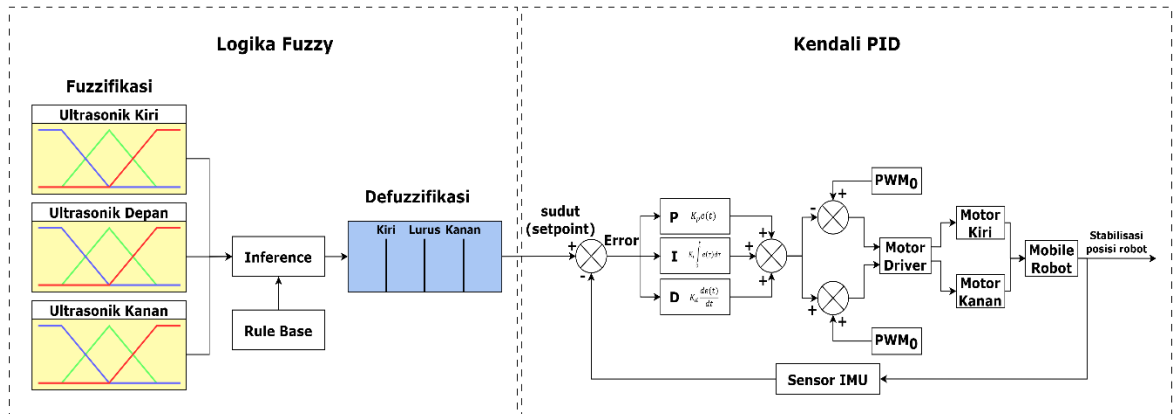 Logika Fuzzy
Fuzzifikasi
Ultrasonik Kiri
Ultrasonik Depan
Ultrasonik Kanan
Inference
Rule Base
Defuzzifikasi
Kiri Lurus Kanan
Kendali PID
sudut
(setpoint)
+
-
Error
P K_p e(t)
I K_i ∫ e(τ)dτ
D K_d de(t)/dt
+
+
+
-
+
PWM0
+
+
PWM0
Motor
Driver
Motor
Kiri
Motor
Kanan
Mobile
Robot
Stabilisasi
posisi robot
Sensor IMU